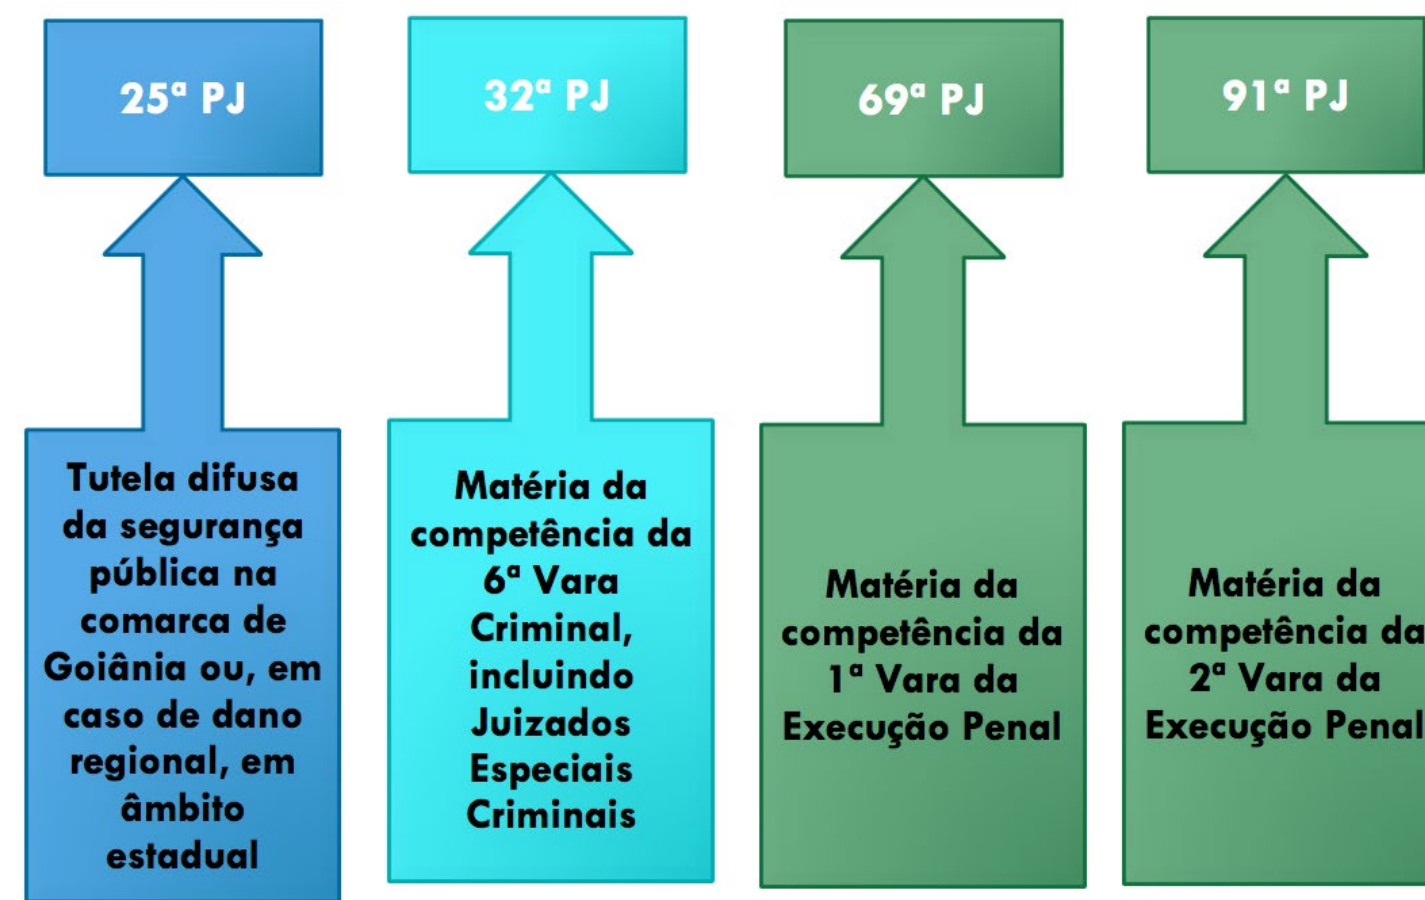 25ª PJ
Tutela difusa
da segurança
pública na
comarca de
Goiânia ou, em
caso de dano
regional, em
âmbito
estadual
32ª PJ
Matéria da
competência da
6ª Vara
Criminal,
incluindo
Juizados
Especiais
Criminais
69ª PJ
Matéria da
competência da
1ª Vara da
Execução Penal
91ª PJ
Matéria da
competência da
2ª Vara da
Execução Penal